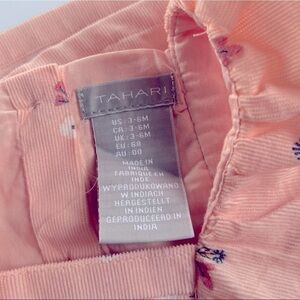 TAHARI
US: 3-6M
CA: 3-6M
UK: 3-6M
EU: 68
AU: 00
MADE IN
INDIA
FABRIQUE EN
INDE
WYPRODUKOWANO
W INDIACH
HERGESTELLT
IN INDIEN
GEPRODUCEERD IN
INDIA